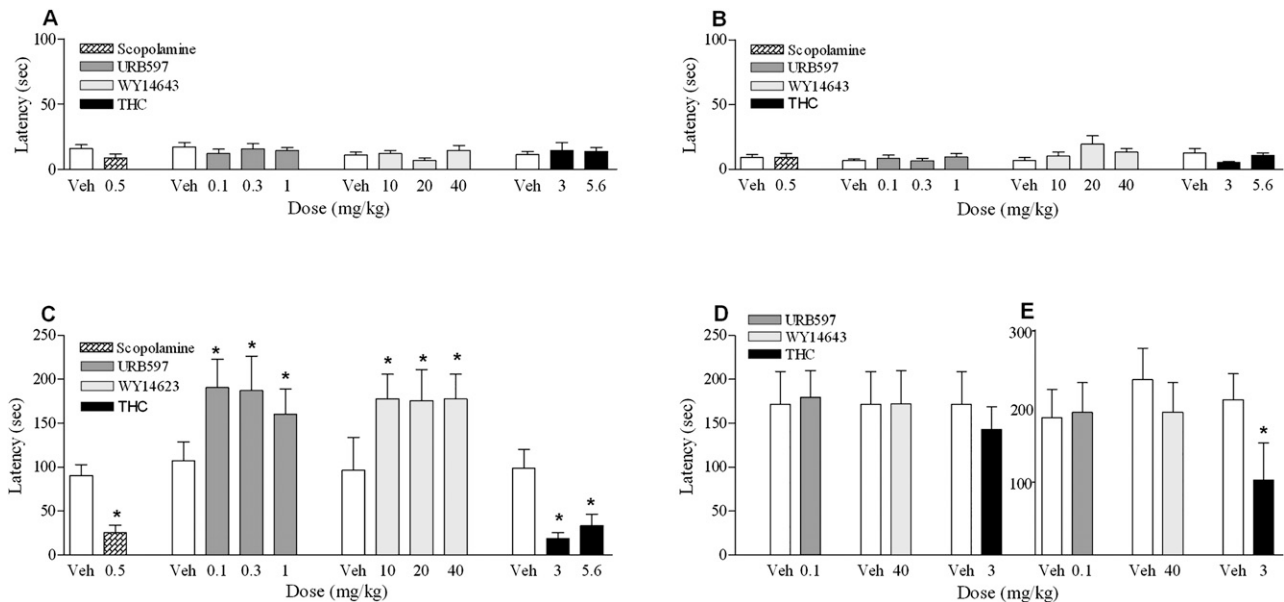 A
Latency (sec)
100
50
0
Scopolamine
URB597
WY14643
THC
Veh 0.5 Veh 0.1 0.3 1 Veh 10 20 40 Veh 3 5.6
Dose (mg/kg)
B
Latency (sec)
100
50
0
Scopolamine
URB597
WY14643
THC
Veh 0.5 Veh 0.1 0.3 1 Veh 10 20 40 Veh 3 5.6
Dose (mg/kg)
C
Latency (sec)
250
200
150
100
50
0
Scopolamine
URB597
WY14623
THC
* * * * * * * * *
Veh 0.5 Veh 0.1 0.3 1 Veh 10 20 40 Veh 3 5.6
Dose (mg/kg)
D
Latency (sec)
250
200
150
100
50
0
URB597
WY14643
THC
Veh 0.1 Veh 40 Veh 3
E
300
200
100
*
Veh 0.1 Veh 40 Veh 3
Dose (mg/kg)